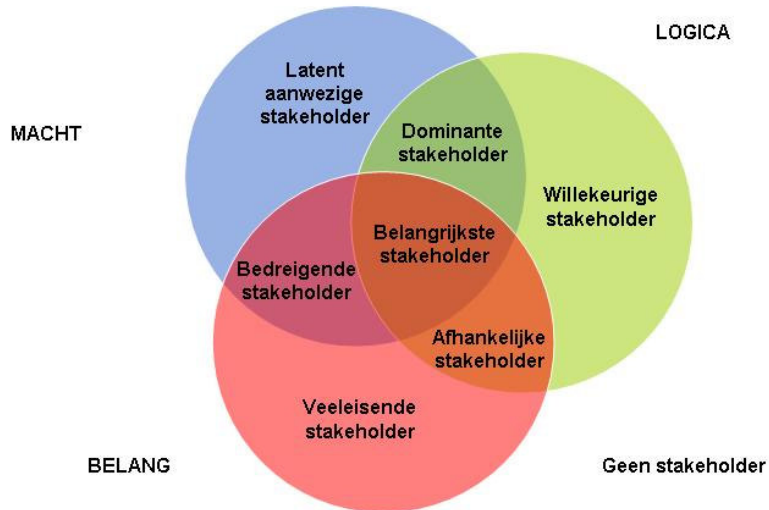 LOGICA
Latent
aanwezige
stakeholder
MACHT
Dominante
stakeholder
Willekeurige
stakeholder
Belangrijkste
stakeholder
Bedreigende
stakeholder
Afhankelijke
stakeholder
Veeleisende
stakeholder
BELANG
Geen stakeholder